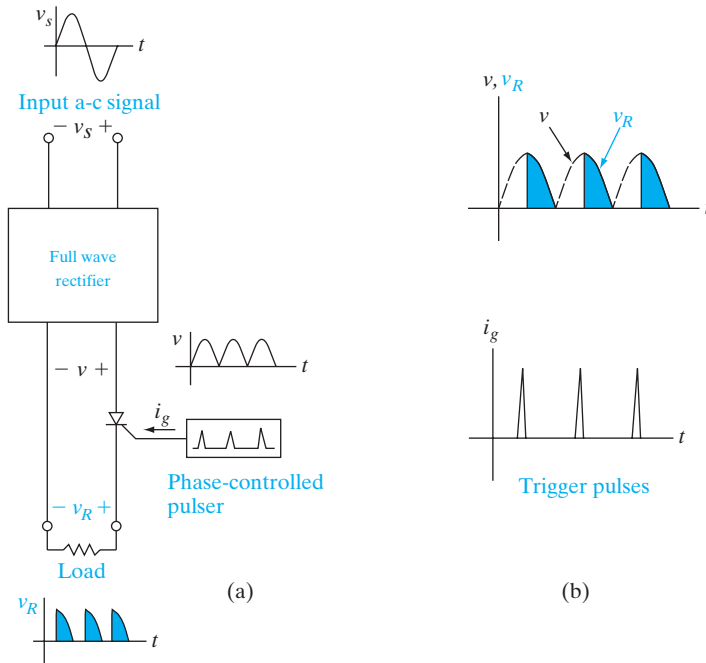 v_s
t
Input a-c signal
− v_s +
Full wave
rectifier
v
t
− v +
i_g
Phase-controlled
pulser
− v_R +
Load
v_R
t
(a)
v, v_R
v
v_R
i_g
t
Trigger pulses
(b)